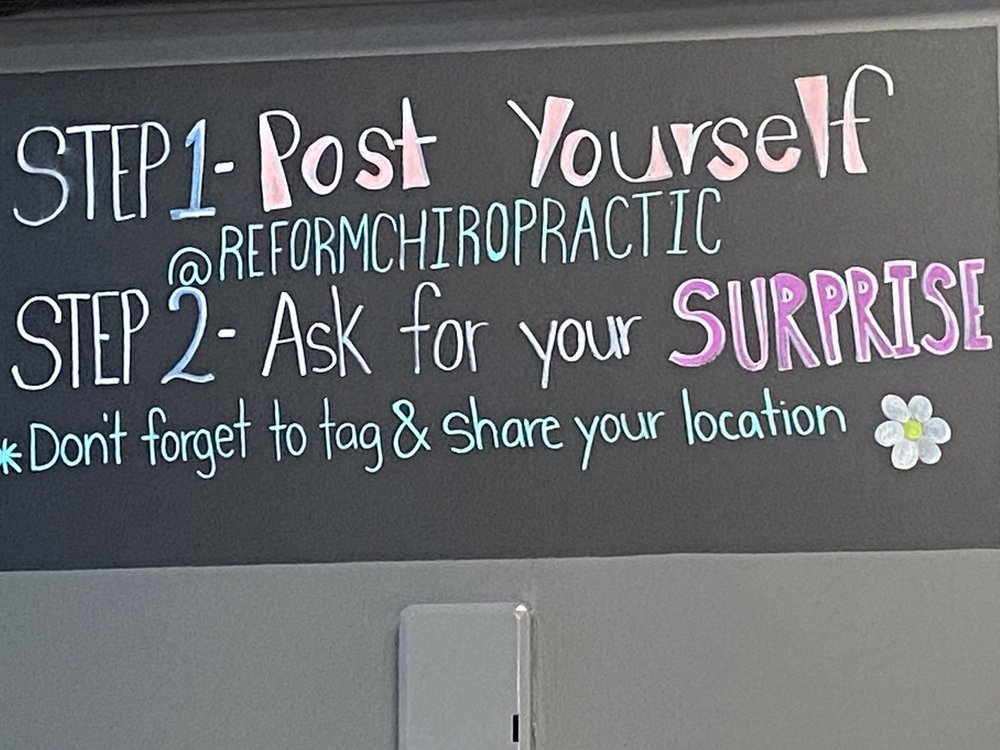 STEP 1- Post Yourself
@REFORMCHIROPRACTIC
STEP 2- Ask for your SURPRISE
*Don't forget to tag & share your location